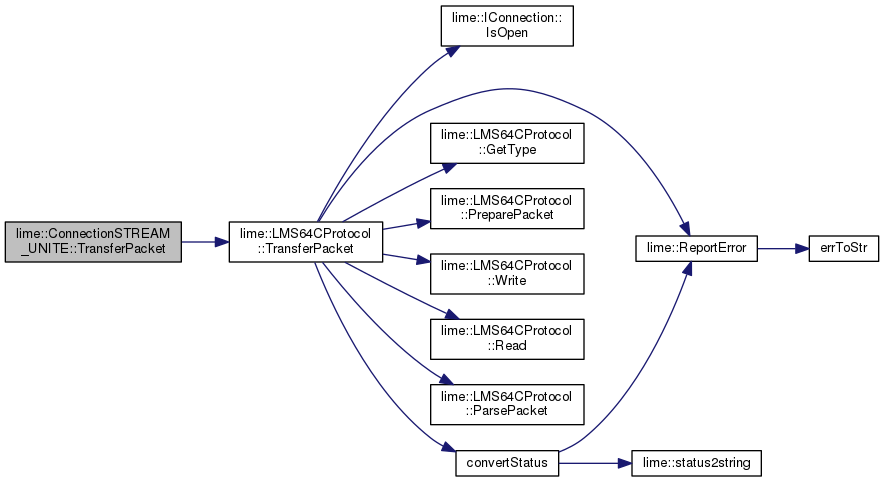 lime::ConnectionSTREAM
_UNITE::TransferPacket
lime::LMS64CProtocol
::TransferPacket
lime::IConnection::
IsOpen
lime::LMS64CProtocol
::GetType
lime::LMS64CProtocol
::PreparePacket
lime::LMS64CProtocol
::Write
lime::LMS64CProtocol
::Read
lime::LMS64CProtocol
::ParsePacket
convertStatus
lime::ReportError
lime::status2string
errToStr